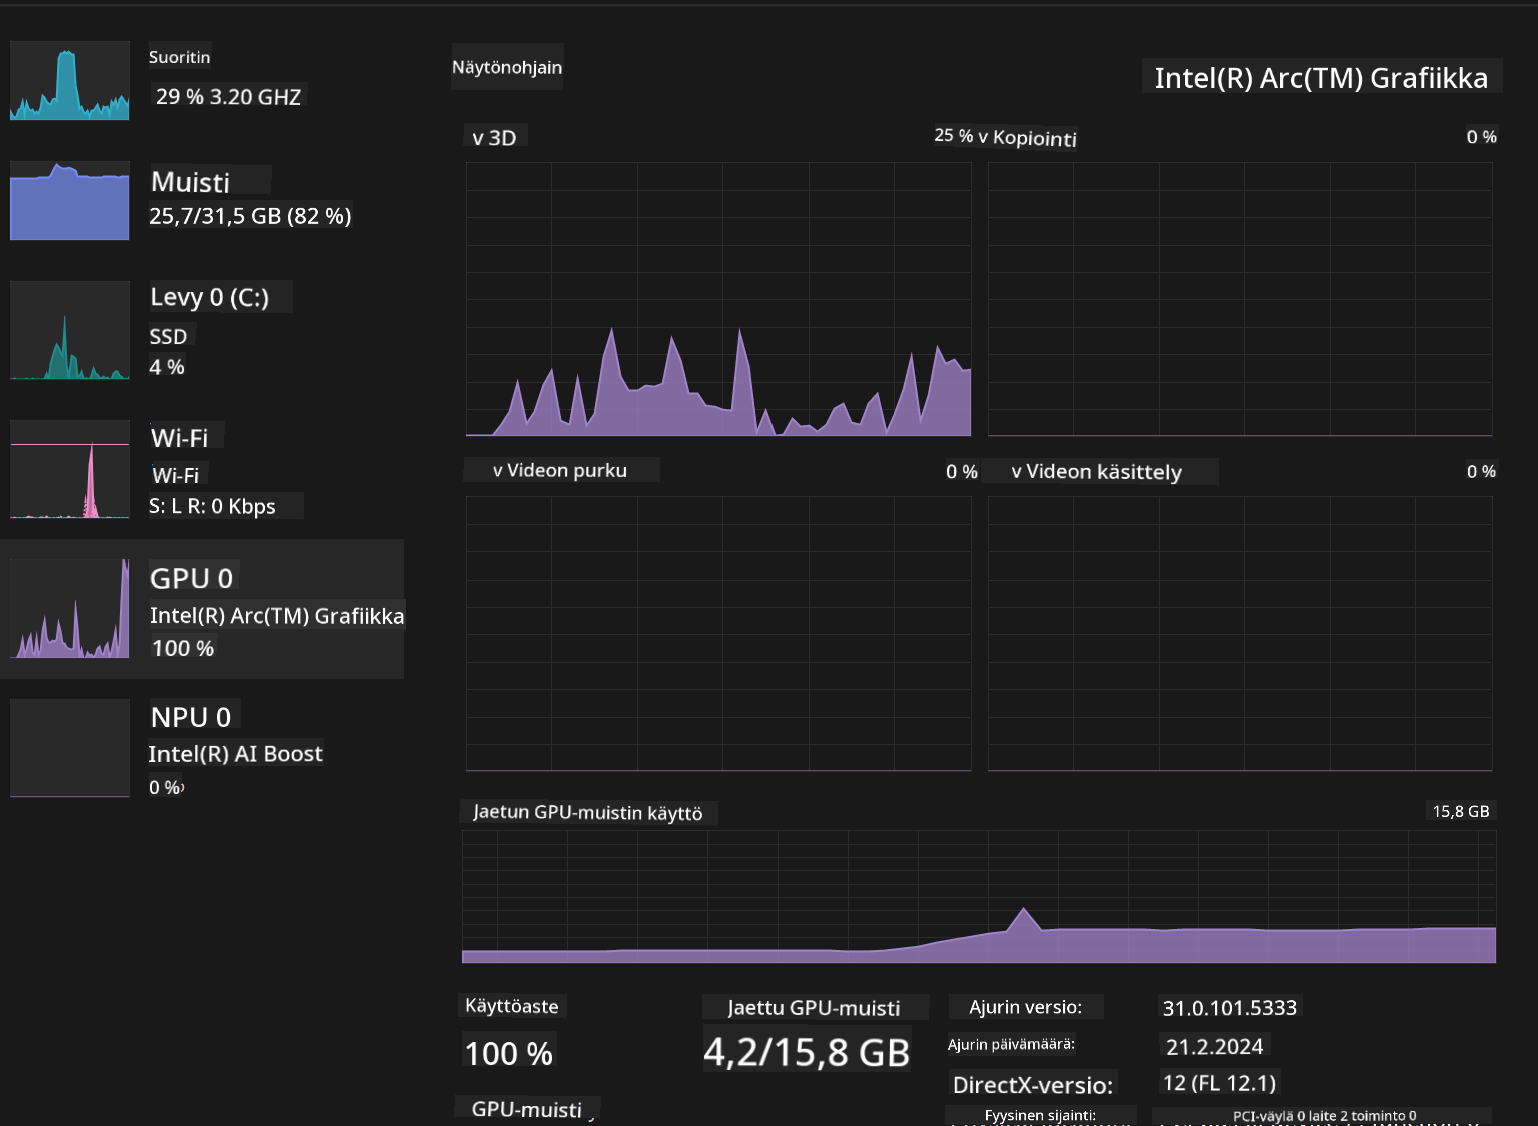 Suoritin
29 % 3.20 GHZ
Muisti
25,7/31,5 GB (82 %)
Levy 0 (C:)
SSD
4 %
Wi-Fi
Wi-Fi
S: L R: 0 Kbps
GPU 0
Intel(R) Arc(TM) Grafiikka
100 %
NPU 0
Intel(R) AI Boost
0 %
Näytönohjain
Intel(R) Arc(TM) Grafiikka
v 3D
25 % v Kopiointi
0 %
v Videon purku
0 %
v Videon käsittely
0 %
Jaetun GPU-muistin käyttö
15,8 GB
Käyttöaste
100 %
GPU-muisti
Jaettu GPU-muisti
4,2/15,8 GB
Ajurin versio:
31.0.101.5333
Ajurin päivämäärä:
21.2.2024
DirectX-versio:
12 (FL 12.1)
Fyysinen sijainti:
PCI-väylä 0 laite 2 toiminto 0